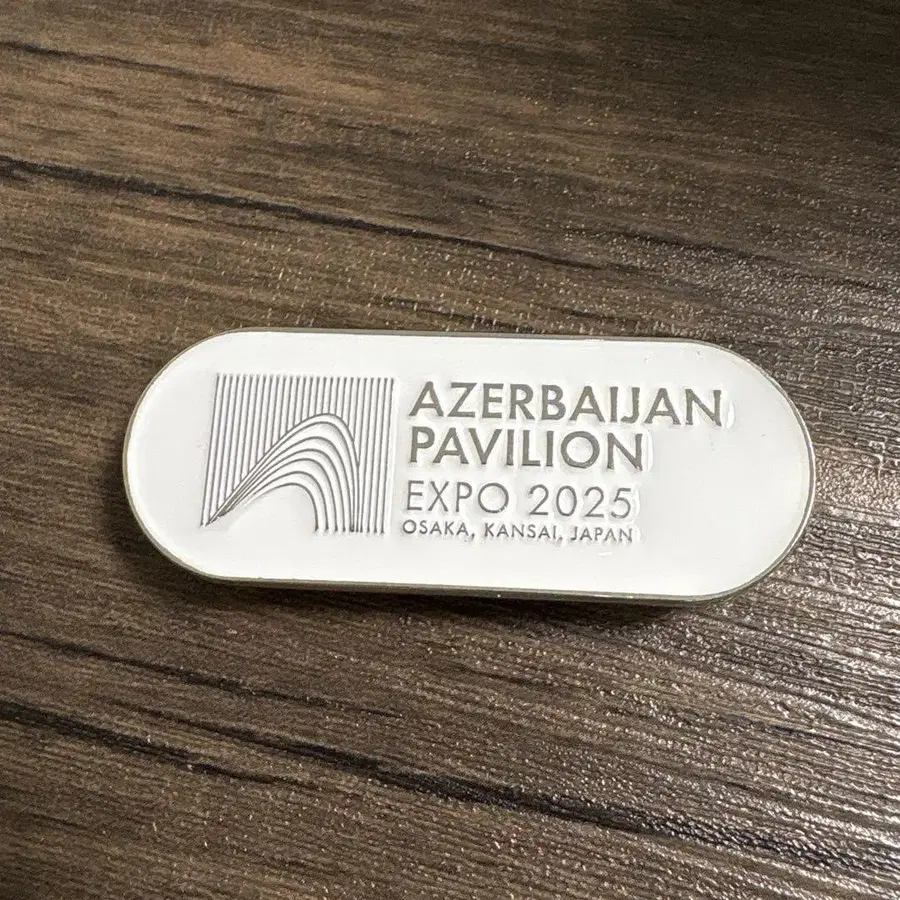 AZERBAIJAN
PAVILION
EXPO 2025
OSAKA, KANSAI, JAPAN